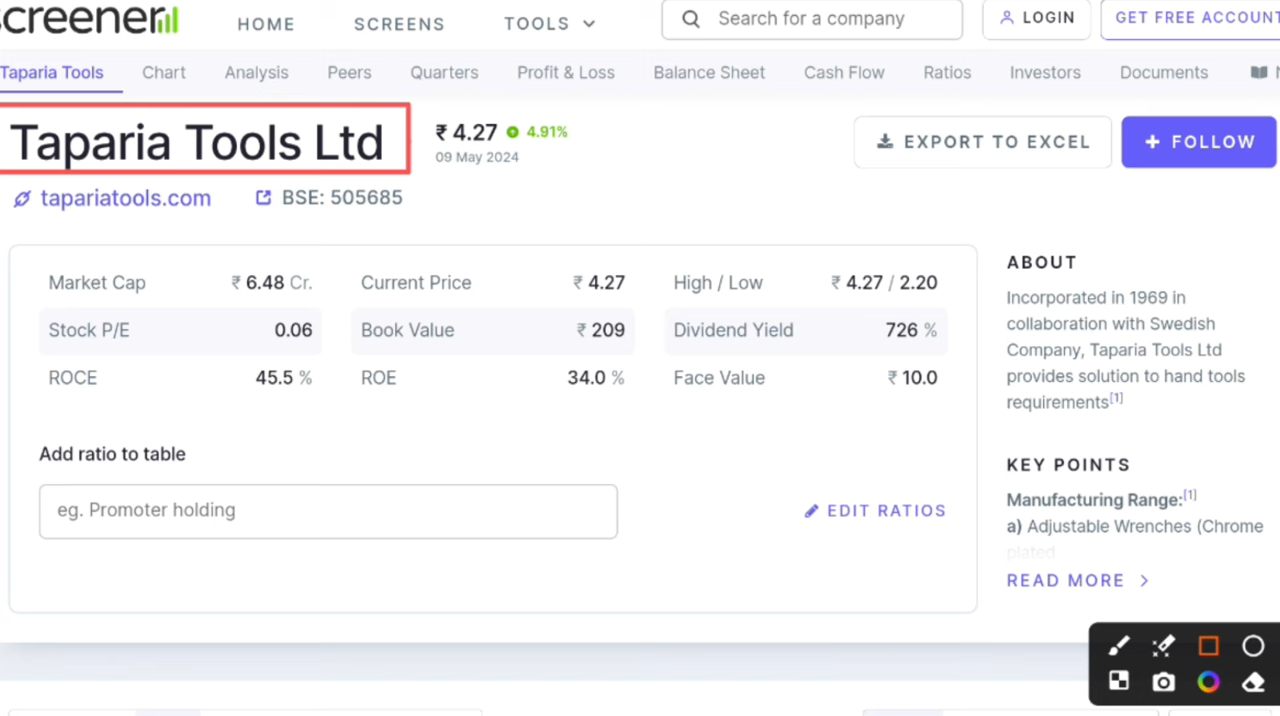 screener
HOME SCREENS TOOLS Search for a company LOGIN GET FREE ACCOUNT
Taparia Tools Chart Analysis Peers Quarters Profit & Loss Balance Sheet Cash Flow Ratios Investors Documents
Taparia Tools Ltd ₹ 4.27 4.91%
09 May 2024
EXPORT TO EXCEL + FOLLOW
tapariatools.com BSE: 505685
Market Cap ₹ 6.48 Cr. Current Price ₹ 4.27 High / Low ₹ 4.27 / 2.20
Stock P/E 0.06 Book Value ₹ 209 Dividend Yield 726 %
ROCE 45.5 % ROE 34.0 % Face Value ₹ 10.0
Add ratio to table
eg. Promoter holding
EDIT RATIOS
ABOUT
Incorporated in 1969 in
collaboration with Swedish
Company, Taparia Tools Ltd
provides solution to hand tools
requirements[1]
KEY POINTS
Manufacturing Range:[1]
a) Adjustable Wrenches (Chrome
plated
READ MORE